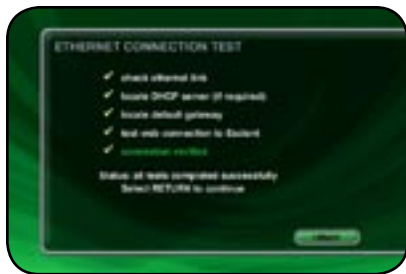 ETHERNET CONNECTION TEST
check ethernet link
locate DHCP server (if required)
locate default gateway
test web connection to
connection verified
Status: all tests completed successfully
Select RETURN to continue